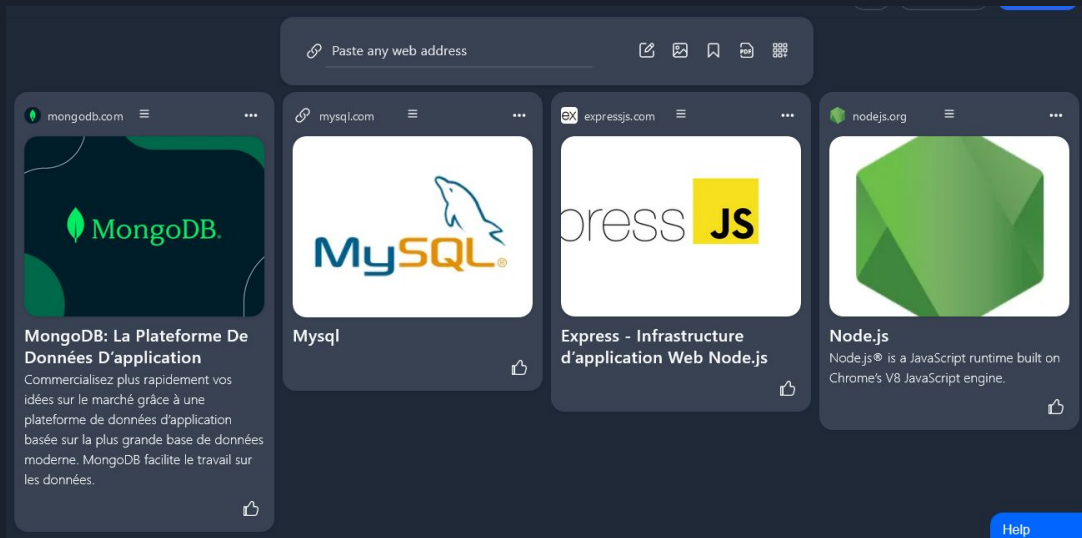 Paste any web address
PDF
mongodb.com
MongoDB.
MongoDB: La Plateforme De
Données D’application
Commercialisez plus rapidement vos
idées sur le marché grâce à une
plateforme de données d’application
basée sur la plus grande base de données
moderne. MongoDB facilite le travail sur
les données.
mysql.com
MySQL®
Mysql
ex expressjs.com
press JS
Express - Infrastructure
d’application Web Node.js
nodejs.org
Node.js
Node.js® is a JavaScript runtime built on
Chrome’s V8 JavaScript engine.
Help